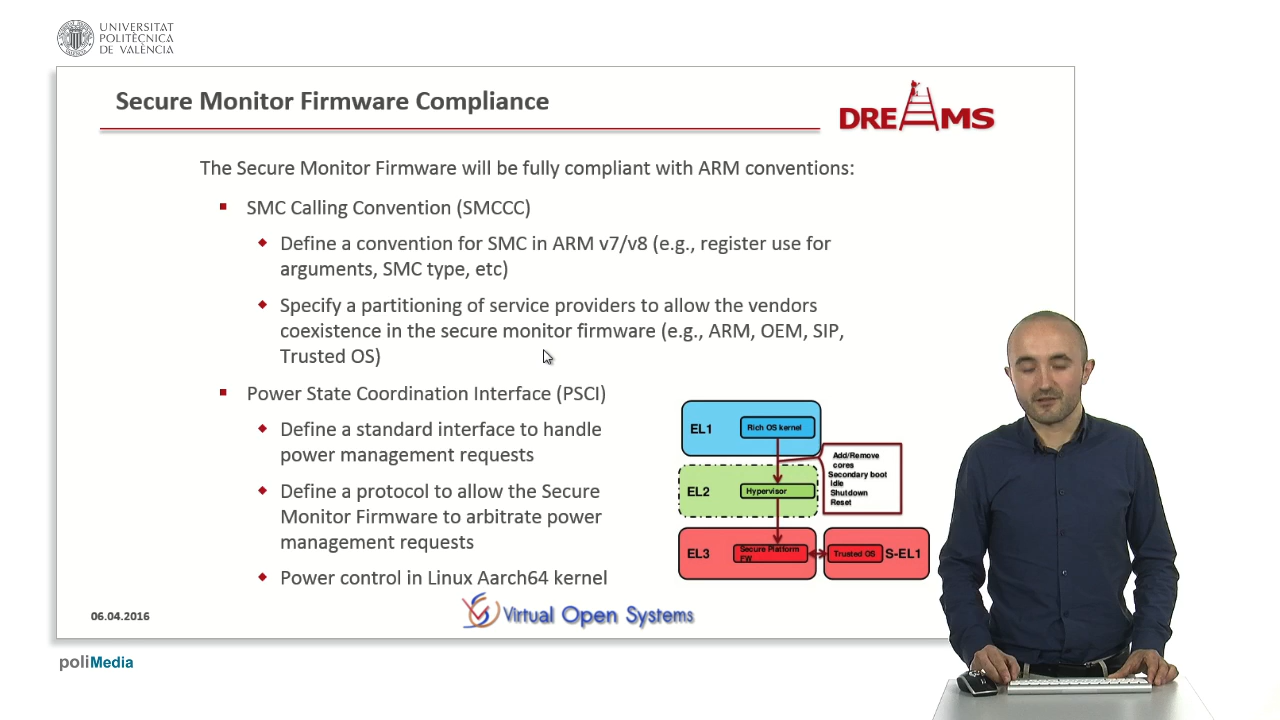 UNIVERSITAT
POLITÈCNICA
DE VALÈNCIA
Secure Monitor Firmware Compliance
DREAMS
The Secure Monitor Firmware will be fully compliant with ARM conventions:
SMC Calling Convention (SMCCC)
Define a convention for SMC in ARM v7/v8 (e.g., register use for
arguments, SMC type, etc)
Specify a partitioning of service providers to allow the vendors
coexistence in the secure monitor firmware (e.g., ARM, OEM, SIP,
Trusted OS)
Power State Coordination Interface (PSCI)
Define a standard interface to handle
power management requests
Define a protocol to allow the Secure
Monitor Firmware to arbitrate power
management requests
Power control in Linux Aarch64 kernel
EL1
Rich OS kernel
Add/Remove
cores
Secondary boot
Idle
Shutdown
Reset
EL2
Hypervisor
EL3
Secure Platform
FW
Trusted OS
S-EL1
06.04.2016
Virtual Open Systems
poliMedia